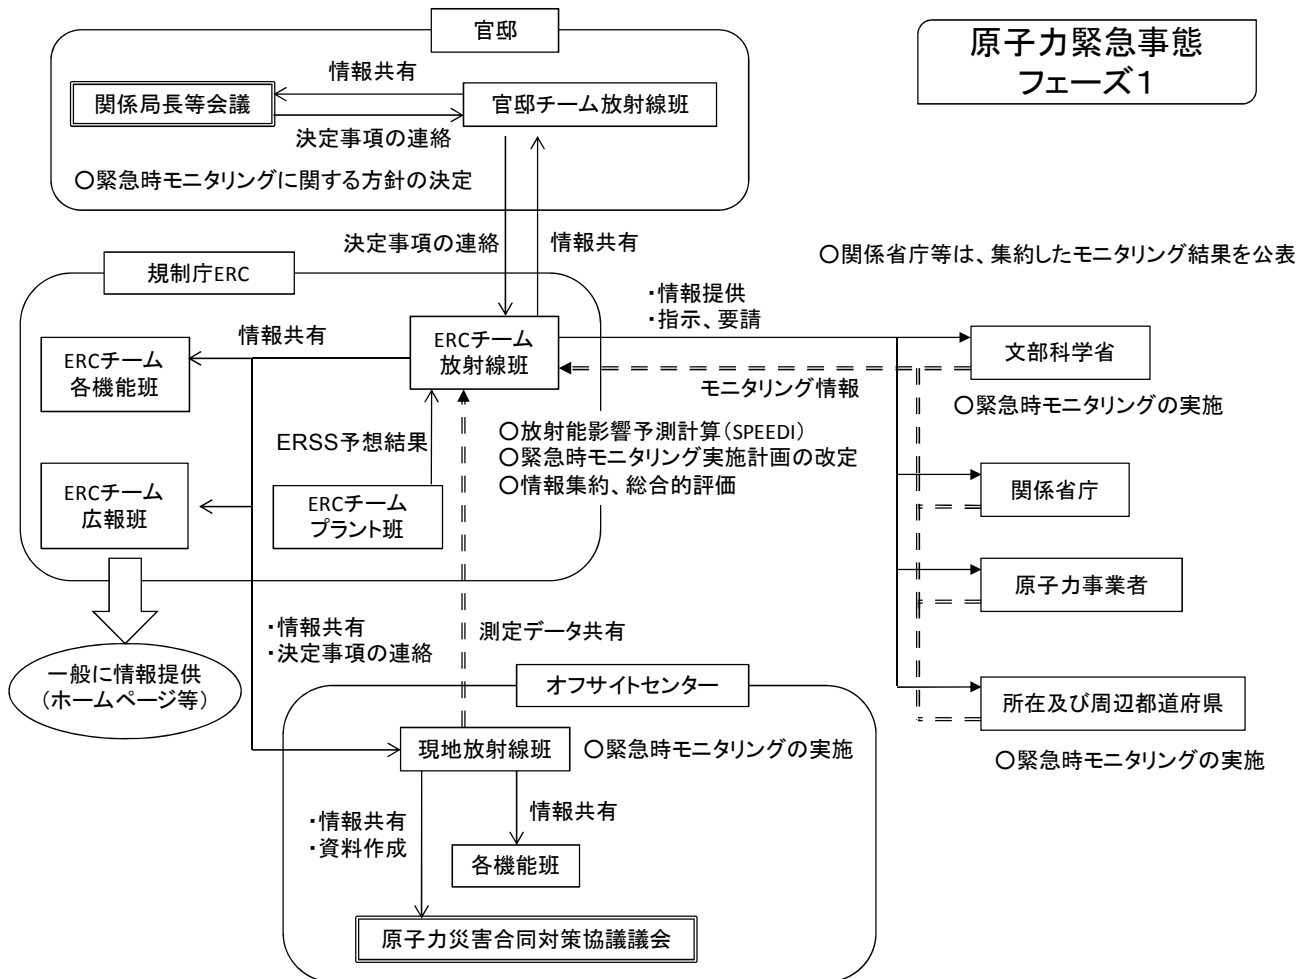 官邸
原子力緊急事態
フェーズ１
情報共有
関係局長等会議
官邸チーム放射線班
決定事項の連絡
○緊急時モニタリングに関する方針の決定
決定事項の連絡
情報共有
○関係省庁等は、集約したモニタリング結果を公表
規制庁ERC
・情報提供
・指示、要請
情報共有
ERCチーム
放射線班
ERCチーム
各機能班
文部科学省
モニタリング情報
○緊急時モニタリングの実施
ERSS予想結果
○放射能影響予測計算（SPEEDI）
○緊急時モニタリング実施計画の改定
○情報集約、総合的評価
ERCチーム
広報班
ERCチーム
プラント班
関係省庁
原子力事業者
・情報共有
・決定事項の連絡
測定データ共有
一般に情報提供
（ホームページ等）
オフサイトセンター
所在及び周辺都道府県
現地放射線班
○緊急時モニタリングの実施
○緊急時モニタリングの実施
・情報共有
・資料作成
情報共有
各機能班
原子力災害合同対策協議議会